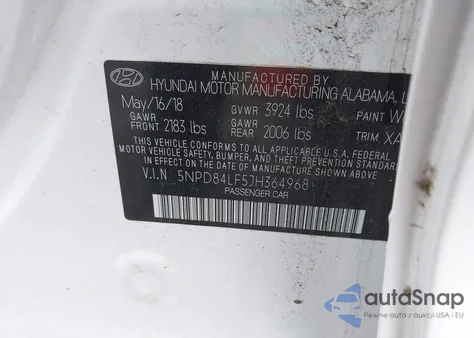 MANUFACTURED BY
HYUNDAI MOTOR MANUFACTURING ALABAMA,
May/16/18 GVWR 3924 lbs PAINT
GAWR FRONT 2183 lbs GAWR REAR 2006 lbs TRIM XA
THIS VEHICLE CONFORMS TO ALL APPLICABLE U.S. FEDERAL
MOTOR VEHICLE SAFETY, BUMPER, AND THEFT PREVENTION
STANDARDS IN EFFECT ON THE DATE OF MANUFACTURE
V.I.N 5NPD84LF5JH364968
PASSENGER CAR
autoSnap
Pewne auta z aukcji USA i EU